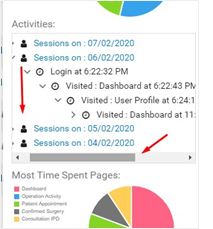 Activities:
Sessions on : 07/02/2020
Sessions on : 06/02/2020
Login at 6:22:32 PM
Visited : Dashboard at 6:22:43 PM
Visited : User Profile at 6:24:1
Visited : Dashboard at 11:
Sessions on : 05/02/2020
Sessions on : 04/02/2020
Most Time Spent Pages:
Dashboard
Operation Activity
Patient Appointment
Confirmed Surgery
Consultation IPD